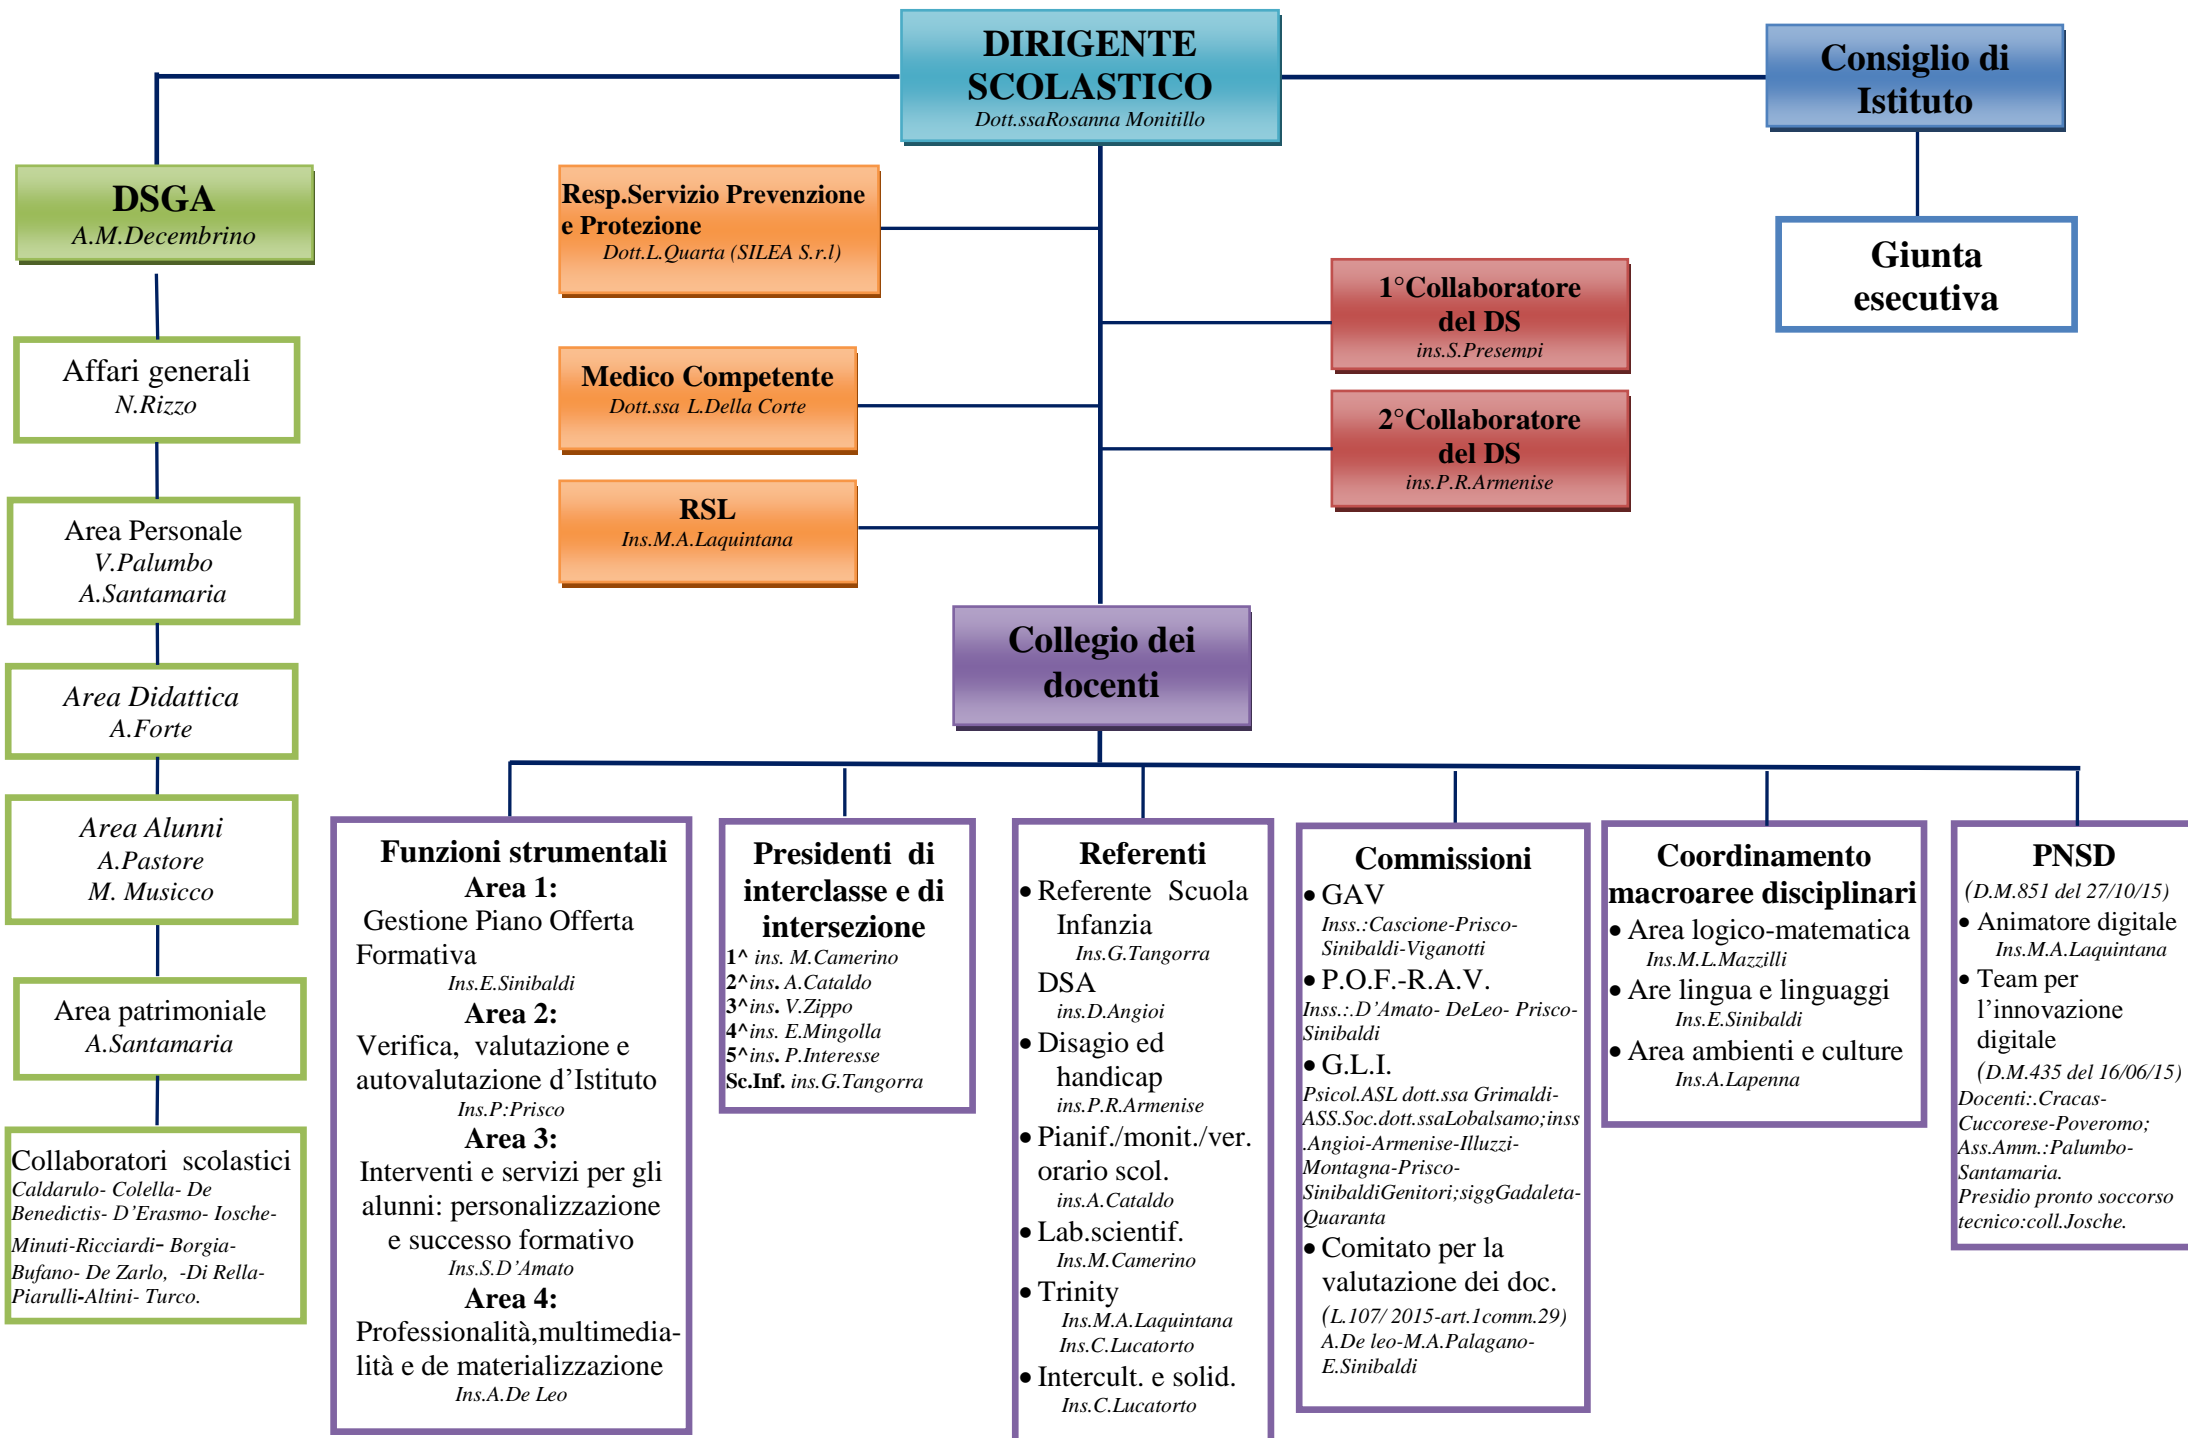 DIRIGENTE
SCOLASTICO
Dott.ssaRosanna Monitillo
Consiglio di
Istituto
DSGA
A.M.Decembrino
Resp.Servizio Prevenzione
e Protezione
Dott.L.Quarta (SILEA S.r.l)
Giunta
esecutiva
1°Collaboratore
del DS
ins.S.Presempi
Affari generali
N.Rizzo
Medico Competente
Dott.ssa L.Della Corte
2°Collaboratore
del DS
ins.P.R.Armenise
RSL
Ins.M.A.Laquintana
Area Personale
V.Palumbo
A.Santamaria
Collegio dei
docenti
Area Didattica
A.Forte
Area Alunni
A.Pastore
M. Musicco
Area patrimoniale
A.Santamaria
Collaboratori scolastici
Caldarulo- Colella- De
Benedictis- D'Erasmo- Iosche-
Minuti-Ricciardi- Borgia-
Bufano- De Zarlo, -Di Rella-
Piarulli-Altini- Turco.
Funzioni strumentali
Area 1:
Gestione Piano Offerta
Formativa
Ins.E.Sinibaldi
Area 2:
Verifica, valutazione e
autovalutazione d'Istituto
Ins.P:Prisco
Area 3:
Interventi e servizi per gli
alunni: personalizzazione
e successo formativo
Ins.S.D'Amato
Area 4:
Professionalità,multimedia-
lità e de materializzazione
Ins.A.De Leo
Presidenti di
interclasse e di
intersezione
1^ ins. M.Camerino
2^ins. A.Cataldo
3^ins. V.Zippo
4^ins. E.Mingolla
5^ins. P.Interesse
Sc.Inf. ins.G.Tangorra
Referenti
• Referente Scuola
Infanzia
Ins.G.Tangorra
DSA
ins.D.Angioi
• Disagio ed
handicap
ins.P.R.Armenise
• Pianif./monit./ver.
orario scol.
ins.A.Cataldo
• Lab.scientif.
Ins.M.Camerino
• Trinity
Ins.M.A.Laquintana
Ins.C.Lucatorto
• Intercult. e solid.
Ins.C.Lucatorto
Commissioni
• GAV
Inss.:Cascione-Prisco-
Sinibaldi-Viganotti
• P.O.F.-R.A.V.
Inss.:.D'Amato- DeLeo- Prisco-
Sinibaldi
• G.L.I.
Psicol.ASL dott.ssa Grimaldi-
ASS.Soc.dott.ssaLobalsamo;inss
.Angioi-Armenise-Illuzzi-
Montagna-Prisco-
SinibaldiGenitori;siggGadaleta-
Quaranta
• Comitato per la
valutazione dei doc.
(L.107/ 2015-art.1comm.29)
A.De leo-M.A.Palagano-
E.Sinibaldi
Coordinamento
macroaree disciplinari
• Area logico-matematica
Ins.M.L.Mazzilli
• Are lingua e linguaggi
Ins.E.Sinibaldi
• Area ambienti e culture
Ins.A.Lapenna
PNSD
(D.M.851 del 27/10/15)
• Animatore digitale
Ins.M.A.Laquintana
• Team per
l'innovazione
digitale
(D.M.435 del 16/06/15)
Docenti:.Cracas-
Cuccorese-Poveromo;
Ass.Amm.:Palumbo-
Santamaria.
Presidio pronto soccorso
tecnico:coll.Josche.